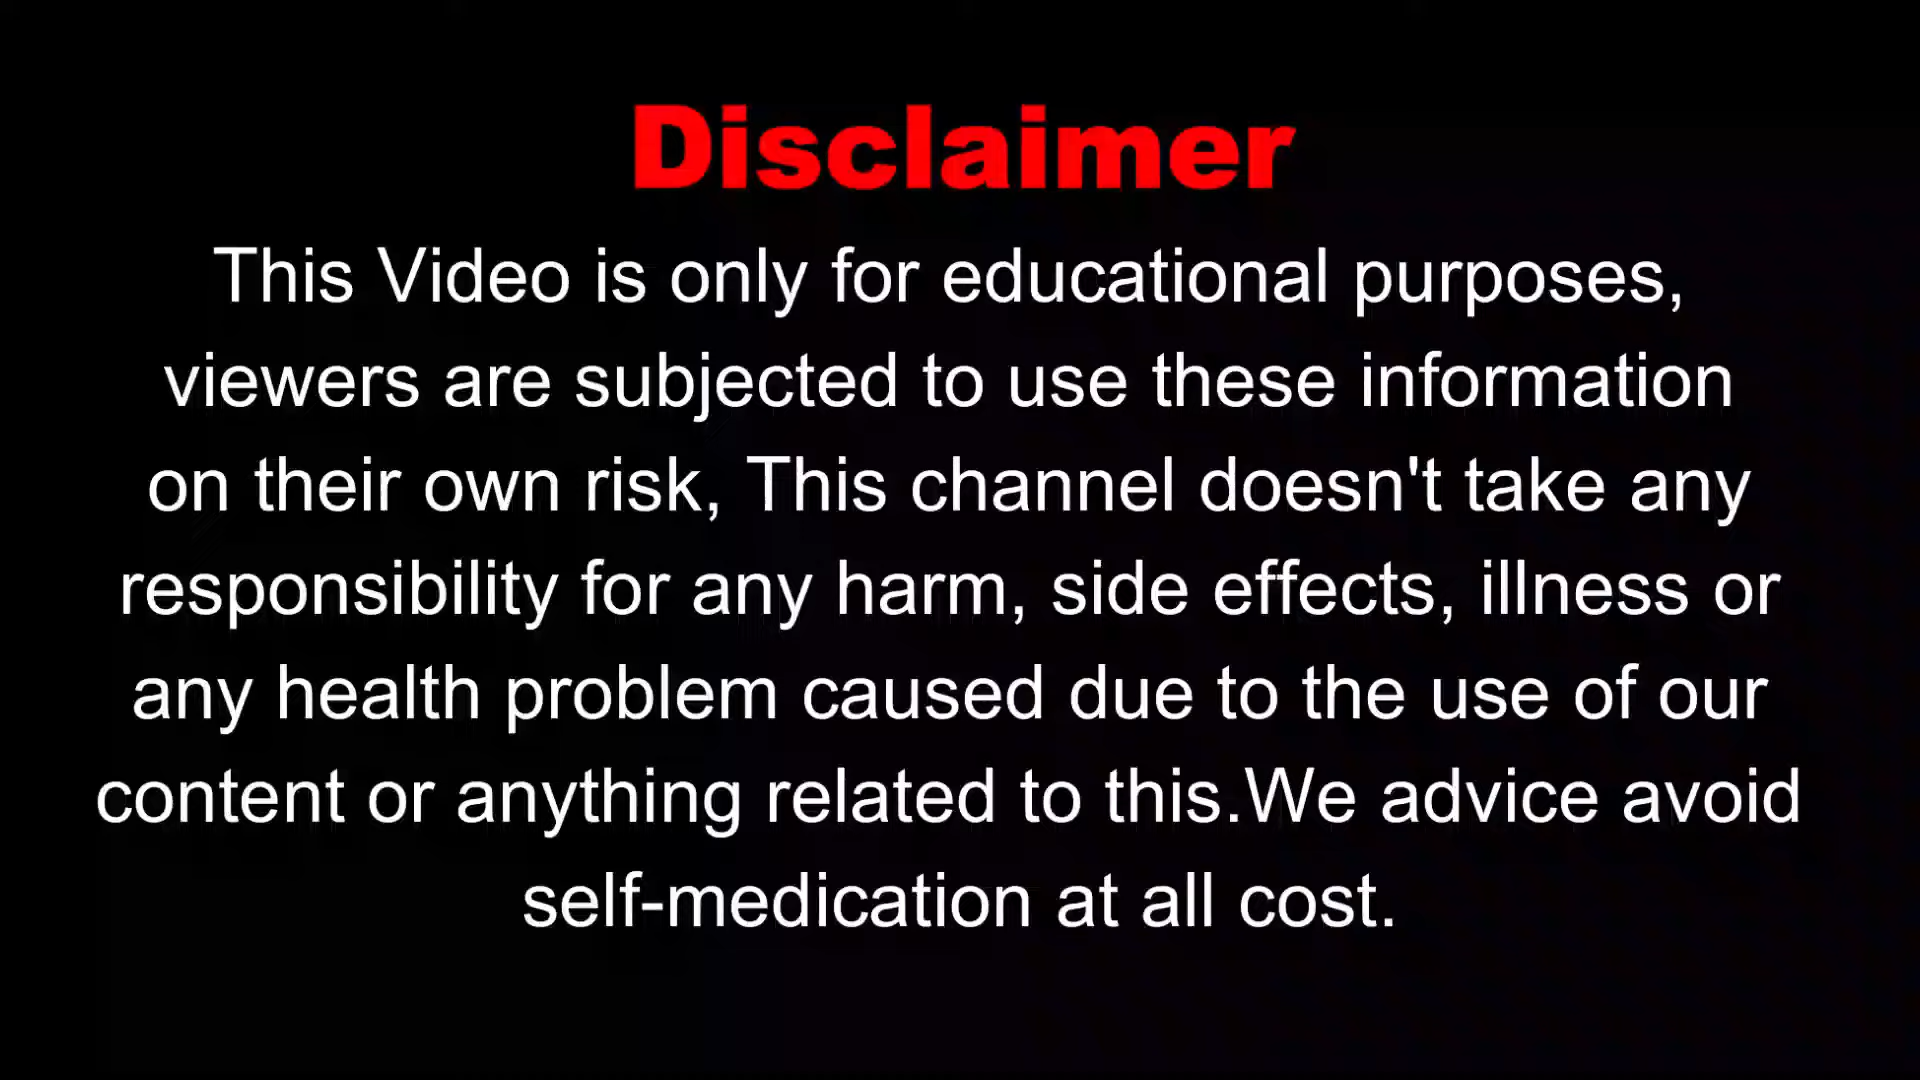 Disclaimer
This Video is only for educational purposes,
viewers are subjected to use these information
on their own risk, This channel doesn't take any
responsibility for any harm, side effects, illness or
any health problem caused due to the use of our
content or anything related to this.We advice avoid
self-medication at all cost.